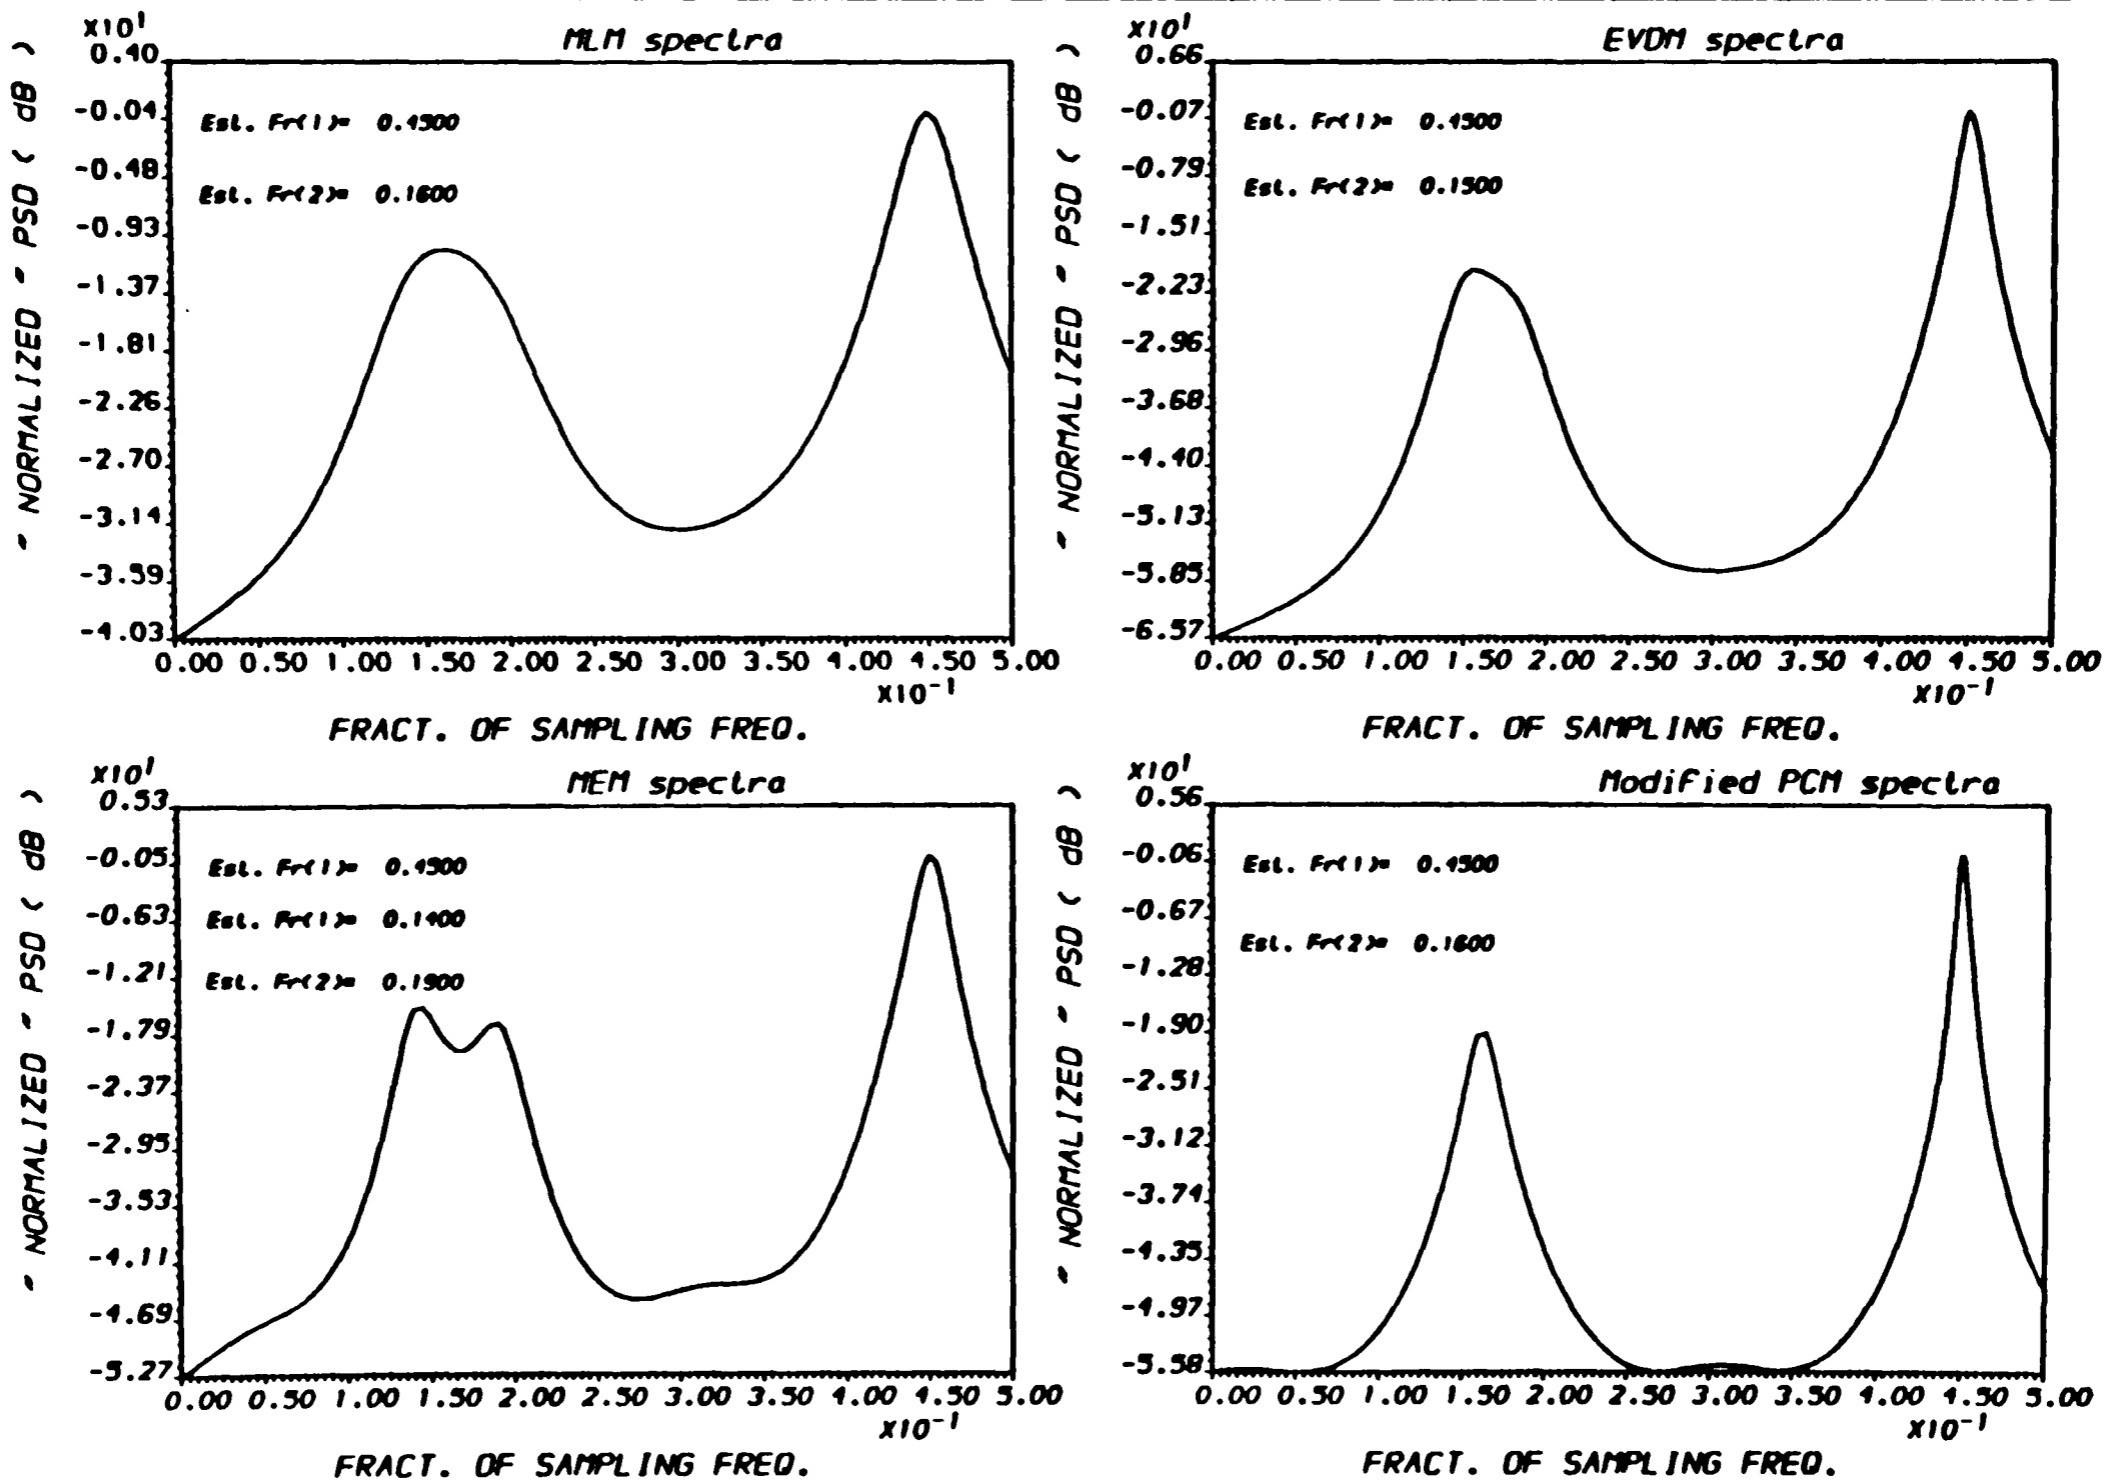 X10^1
MLM spectra
" NORMALIZED " PSD ( dB )
0.40
-0.04
-0.48
-0.93
-1.37
-1.81
-2.26
-2.70
-3.14
-3.59
-4.03
Est. Fr(1)= 0.4500
Est. Fr(2)= 0.1600
0.00 0.50 1.00 1.50 2.00 2.50 3.00 3.50 4.00 4.50 5.00
X10^-1
FRACT. OF SAMPLING FREQ.
X10^1
EVDM spectra
" NORMALIZED " PSD ( dB )
0.66
-0.07
-0.79
-1.51
-2.23
-2.96
-3.68
-4.40
-5.13
-5.85
-6.57
Est. Fr(1)= 0.4500
Est. Fr(2)= 0.1500
0.00 0.50 1.00 1.50 2.00 2.50 3.00 3.50 4.00 4.50 5.00
X10^-1
FRACT. OF SAMPLING FREQ.
X10^1
MEM spectra
" NORMALIZED " PSD ( dB )
0.53
-0.05
-0.63
-1.21
-1.79
-2.37
-2.95
-3.53
-4.11
-4.69
-5.27
Est. Fr(1)= 0.4500
Est. Fr(1)= 0.1400
Est. Fr(2)= 0.1900
0.00 0.50 1.00 1.50 2.00 2.50 3.00 3.50 4.00 4.50 5.00
X10^-1
FRACT. OF SAMPLING FREQ.
X10^1
Modified PCM spectra
" NORMALIZED " PSD ( dB )
0.56
-0.06
-0.67
-1.28
-1.90
-2.51
-3.12
-3.74
-4.35
-4.97
-5.58
Est. Fr(1)= 0.4500
Est. Fr(2)= 0.1600
0.00 0.50 1.00 1.50 2.00 2.50 3.00 3.50 4.00 4.50 5.00
X10^-1
FRACT. OF SAMPLING FREQ.